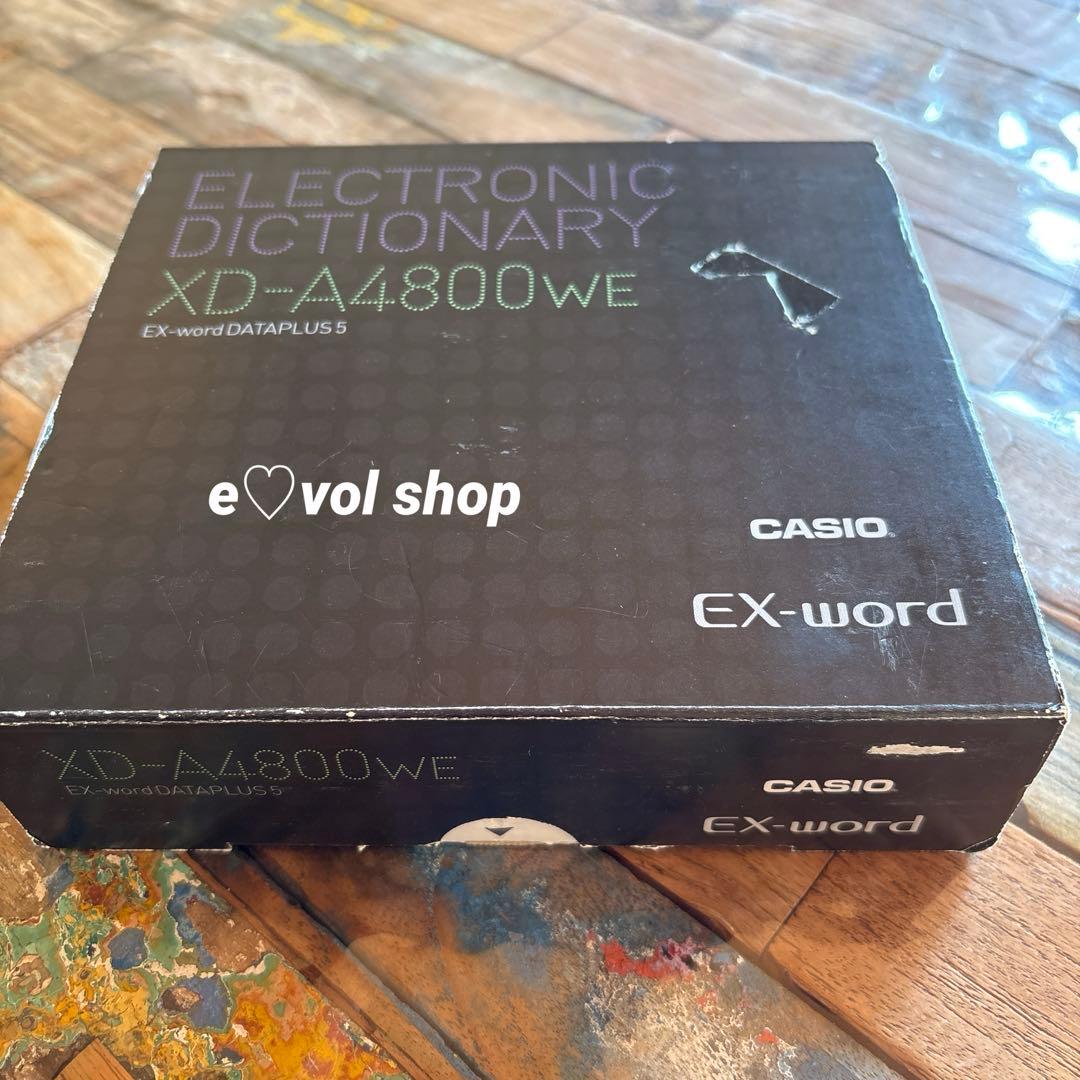 ELECTRONIC
DICTIONARY
XD-A4800WE
EX-word DATAPLUS 5
e♡vol shop
CASIO
EX-word
XD-A4800WE
EX-word DATAPLUS 5
CASIO
EX-word